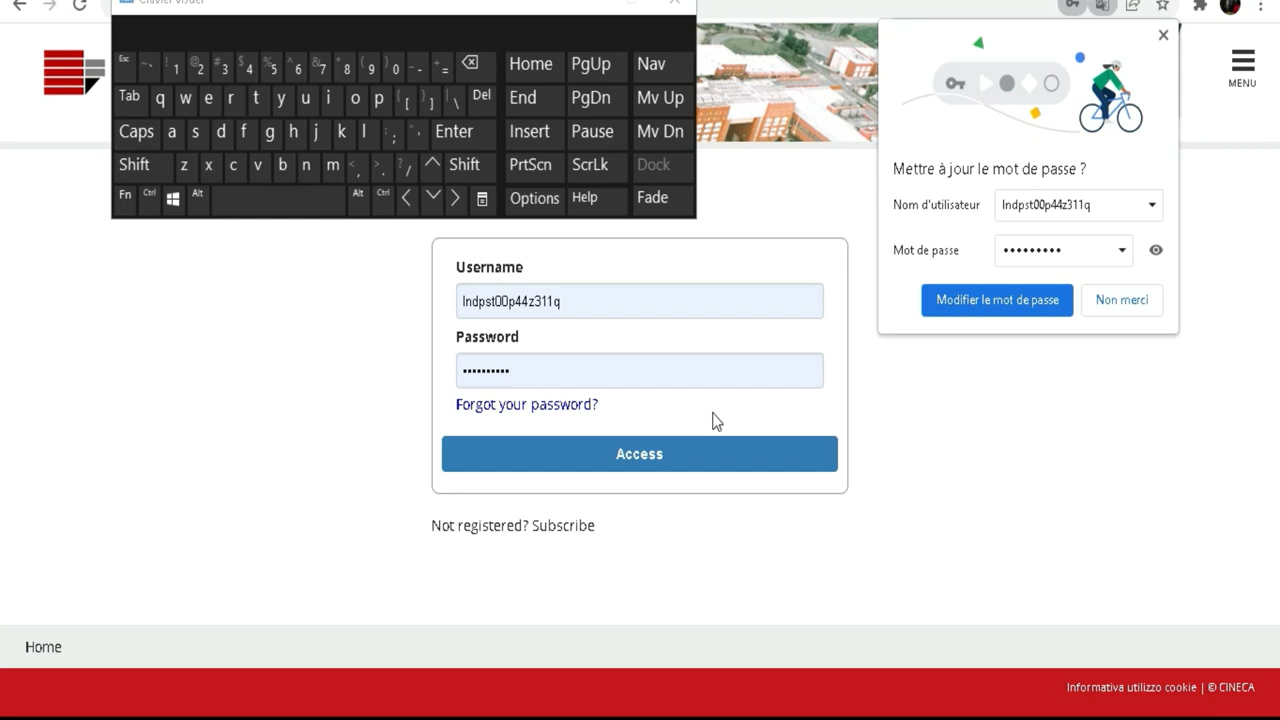 Clavier visuel
Esc ~ ` ! 1 @ 2 # 3 $ 4 % 5 ^ 6 & 7 * 8 ( 9 ) 0 _ - + = Home PgUp Nav
Tab q w e r t y u i o p { [ } ] | \ Del End PgDn Mv Up
Caps a s d f g h j k l : ; " ' Enter Insert Pause Mv Dn
Shift z x c v b n m < , > . ? / Shift PrtScn ScrLk Dock
Fn Ctrl Alt Alt Ctrl Options Help Fade
MENU
Mettre à jour le mot de passe ?
Nom d'utilisateur lndpst00p44z311q
Mot de passe •••••••••
Modifier le mot de passe Non merci
Username
lndpst00p44z311q
Password
••••••••••
Forgot your password?
Access
Not registered? Subscribe
Home
Informativa utilizzo cookie | © CINECA